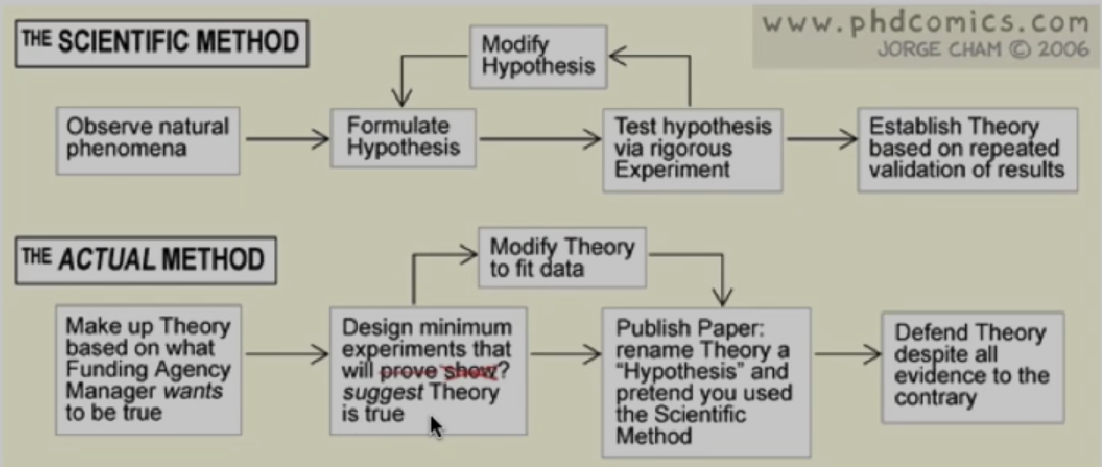 THE SCIENTIFIC METHOD
www.phdcomics.com
JORGE CHAM © 2006
Modify
Hypothesis
Observe natural
phenomena
Formulate
Hypothesis
Test hypothesis
via rigorous
Experiment
Establish Theory
based on repeated
validation of results
THE ACTUAL METHOD
Modify Theory
to fit data
Make up Theory
based on what
Funding Agency
Manager wants
to be true
Design minimum
experiments that
will prove show?
suggest Theory
is true
Publish Paper:
rename Theory a
“Hypothesis” and
pretend you used
the Scientific
Method
Defend Theory
despite all
evidence to the
contrary